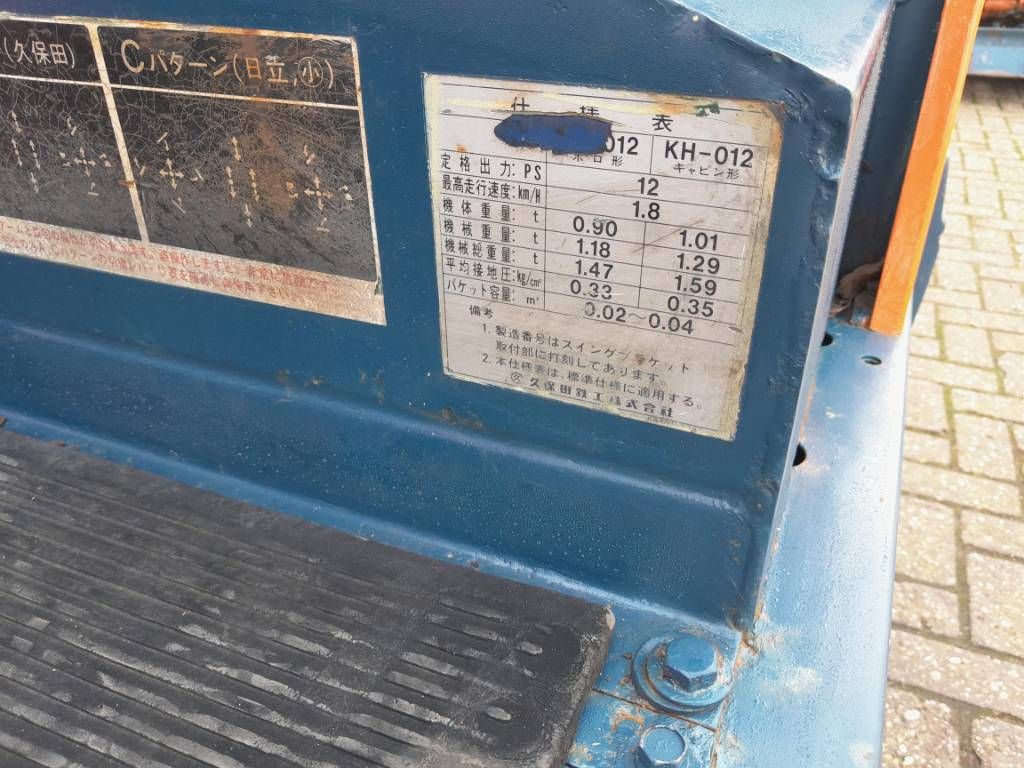 (久保田)
Cパターン(日立,小)
仕様表
012 KH-012
キャビン形
定格出力: PS 12
最高走行速度: km/H 1.8
機体重量: t 0.90 1.01
機械重量: t 1.18 1.29
機械総重量: t 1.47 1.59
平均接地圧: kg/cm² 0.33 0.35
バケット容量: m³ 0.02～0.04
備考
1. 製造番号はスイングブラケット
取付部に打刻してあります。
2. 本仕様表は、標準仕様に適用する。
久保田鉄工株式会社